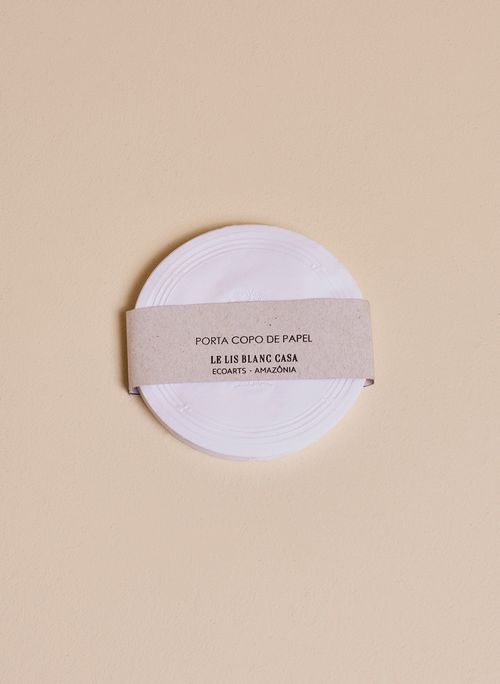 PORTA COPO DE PAPEL
LE LIS BLANC CASA
ECOARTS · AMAZÔNIA